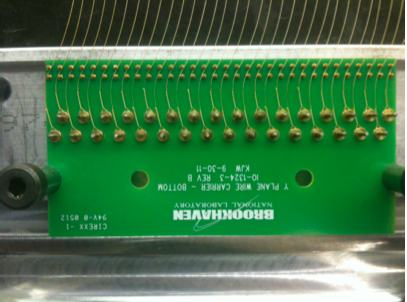 BROOKHAVEN
NATIONAL LABORATORY
Y PLANE WIRE CARRIER - BOTTOM
IO-1324-3 REV B
KJW 9-30-11
CIREXX -1
94V-0 0512